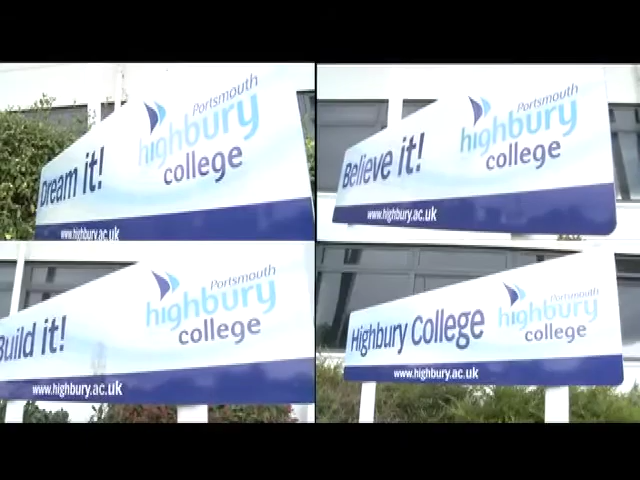 Dream it!
Portsmouth
highbury
college
www.highbury.ac.uk
Believe it!
Portsmouth
highbury
college
www.highbury.ac.uk
Build it!
Portsmouth
highbury
college
www.highbury.ac.uk
Highbury College
Portsmouth
highbury
college
www.highbury.ac.uk